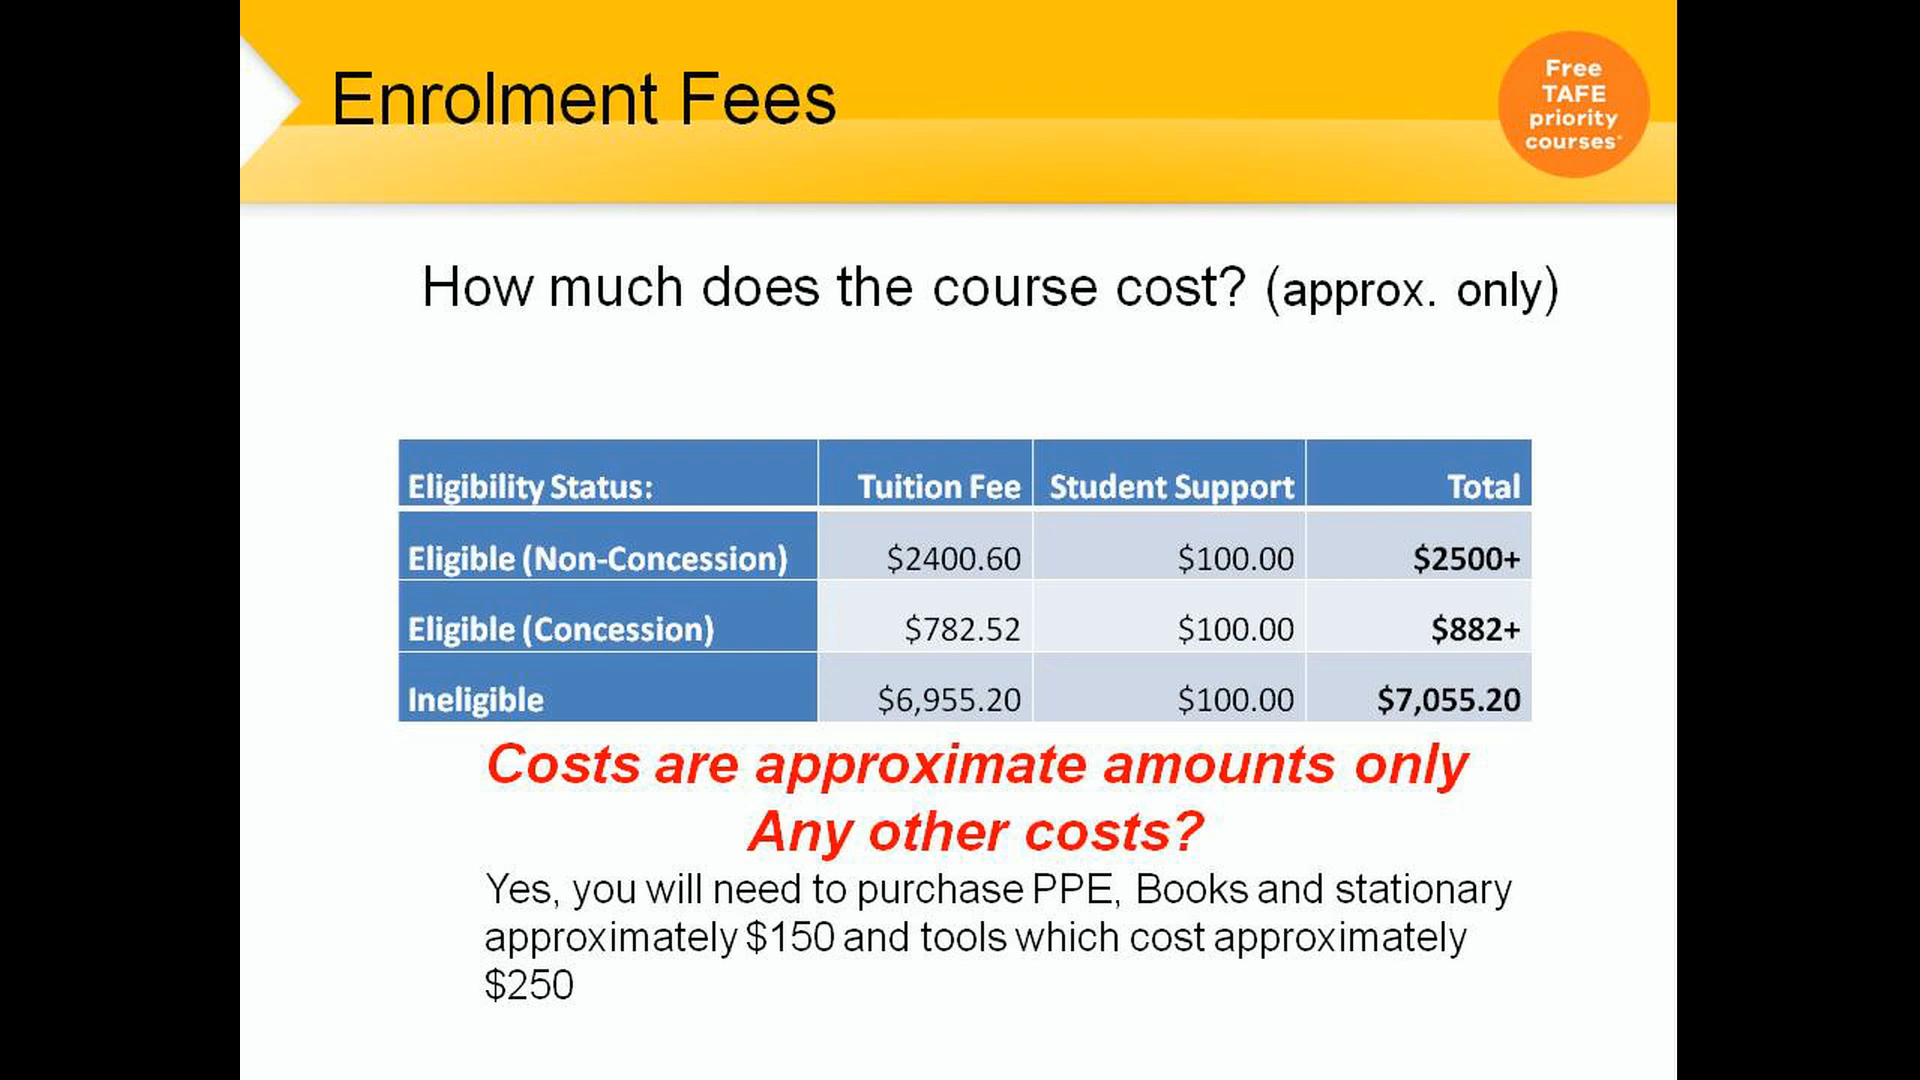 Enrolment Fees
Free
TAFE
priority
courses*
How much does the course cost? (approx. only)
Eligibility Status: Tuition Fee Student Support Total
Eligible (Non-Concession) $2400.60 $100.00 $2500+
Eligible (Concession) $782.52 $100.00 $882+
Ineligible $6,955.20 $100.00 $7,055.20
Costs are approximate amounts only
Any other costs?
Yes, you will need to purchase PPE, Books and stationary
approximately $150 and tools which cost approximately
$250